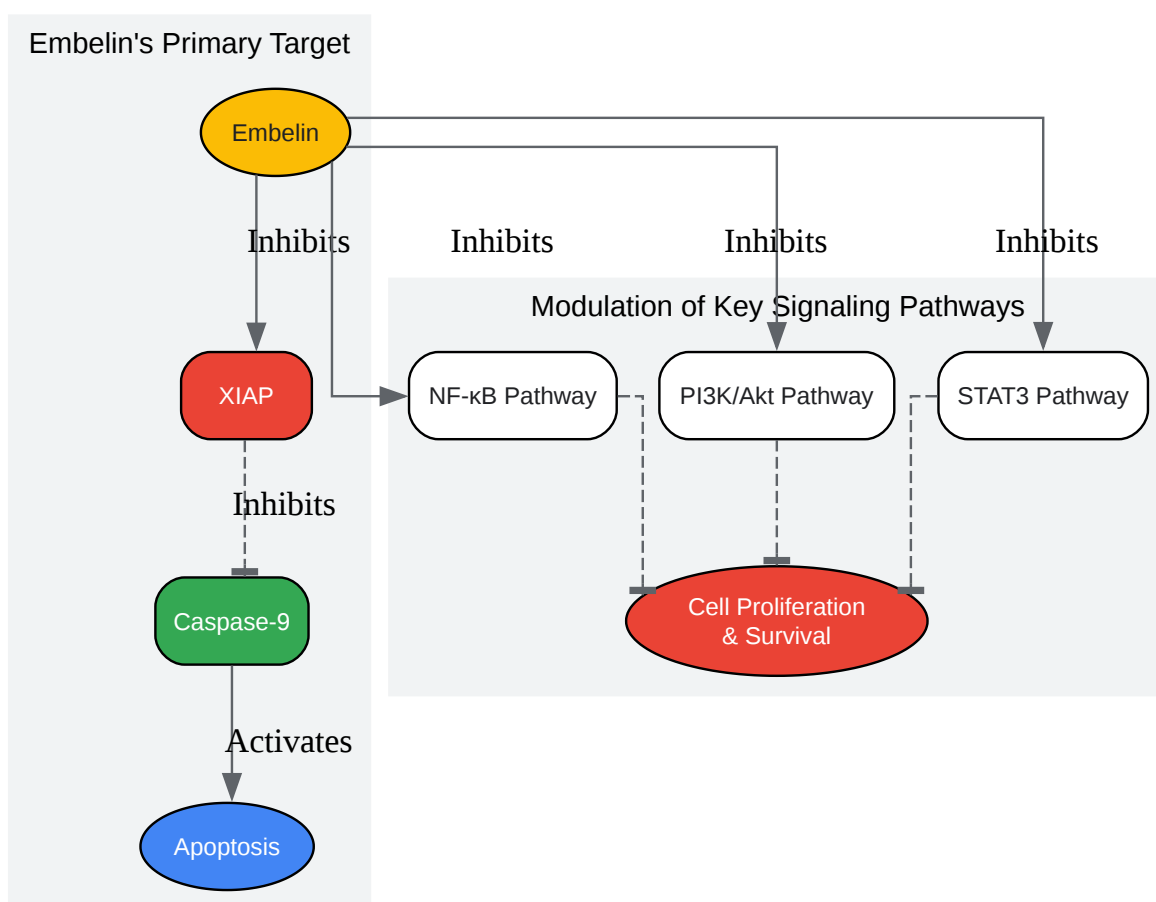 Embelin's Primary Target
Embelin
Inhibits
Inhibits
Inhibits
Inhibits
Modulation of Key Signaling Pathways
XIAP
NF-κB Pathway
PI3K/Akt Pathway
STAT3 Pathway
Inhibits
Caspase-9
Cell Proliferation
& Survival
Activates
Apoptosis